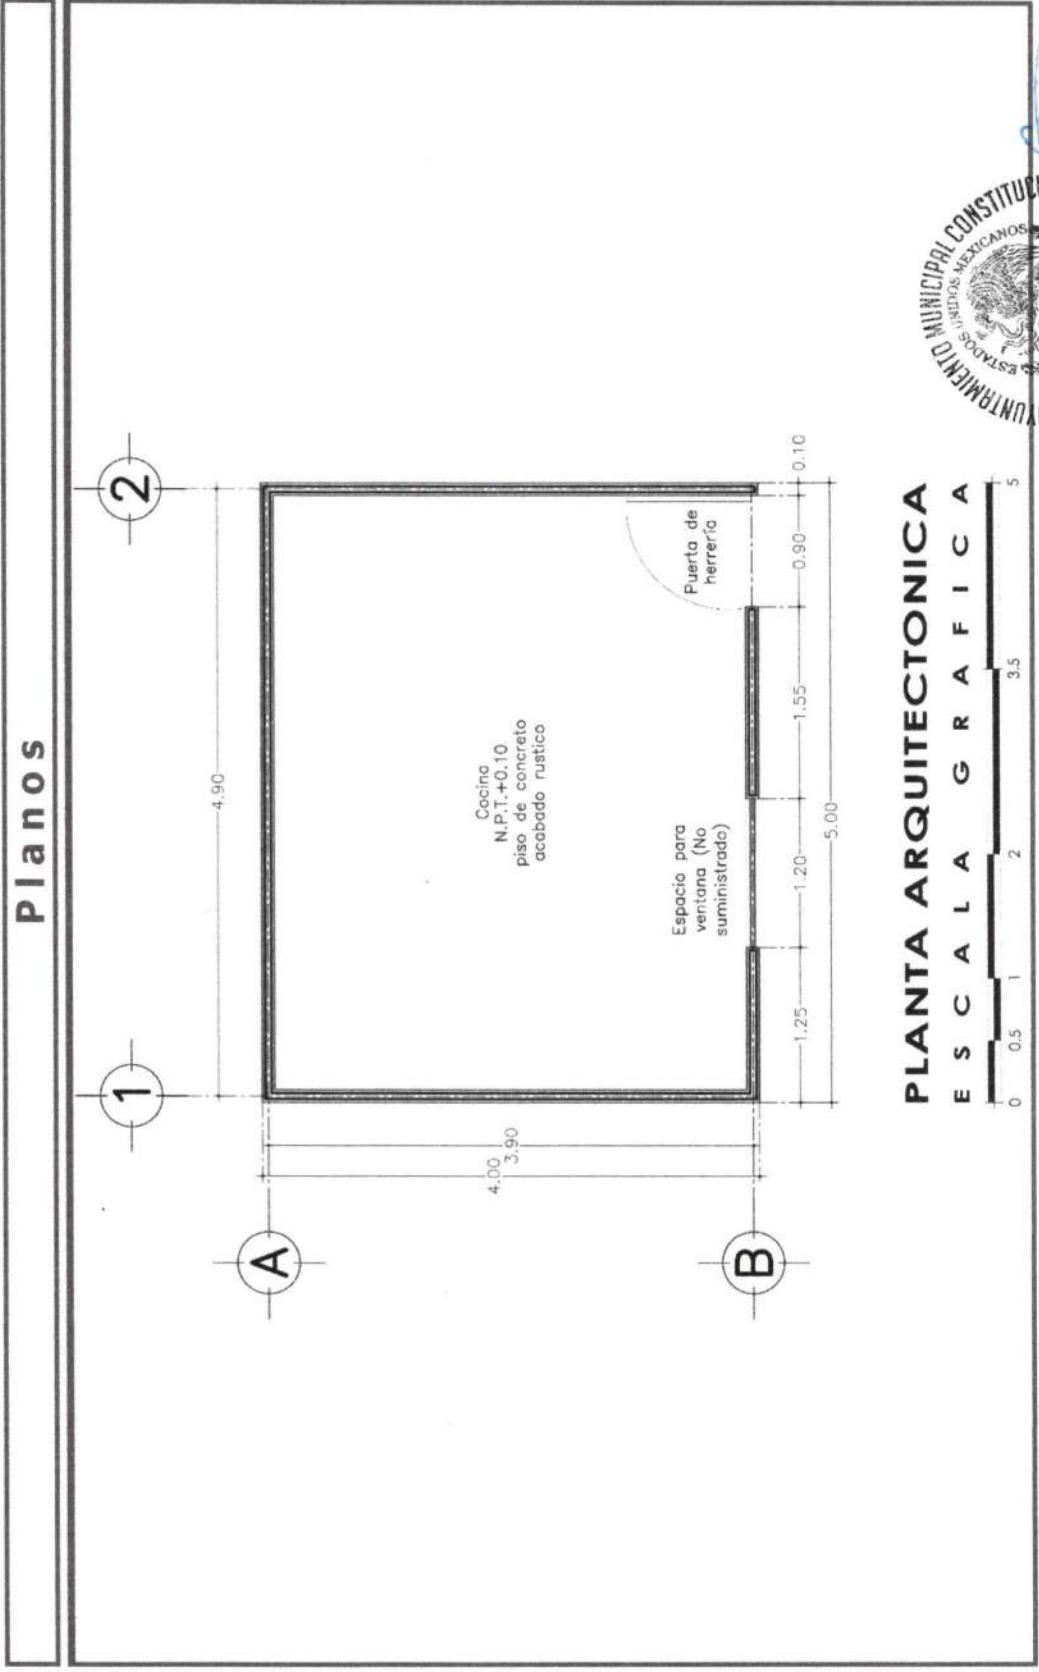 Planos
1
2
4.90
A
B
4.00
3.90
Cocina
N.P.T.+0.10
piso de concreto
acabado rustico
Espacio para
ventana (No
suministrado)
Puerta de
herrería
1.25
1.20
1.55
0.90
0.10
5.00
PLANTA ARQUITECTONICA
ESCALA GRAFICA
0 0.5 1 2 3.5 5
AYUNTAMIENTO MUNICIPAL
ESTADOS UNIDOS MEXICANOS